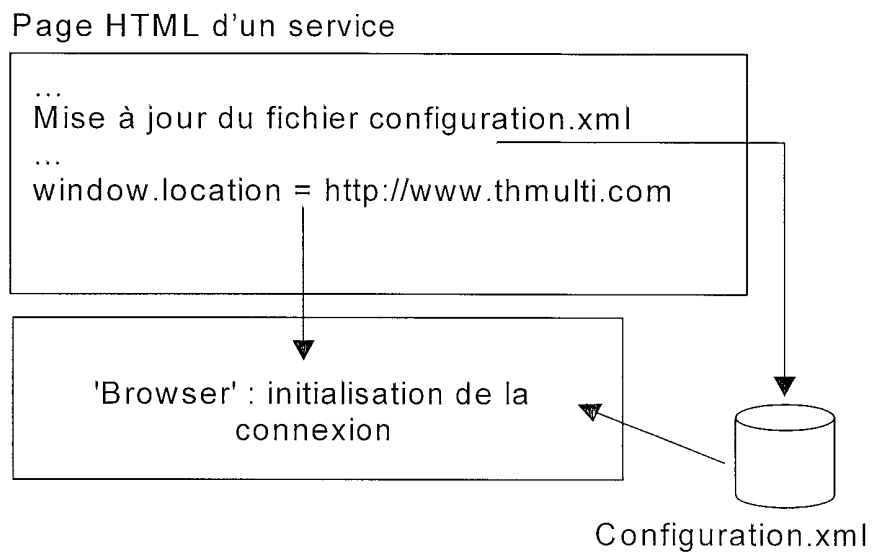 Page HTML d'un service
...
Mise à jour du fichier configuration.xml
...
window.location = http://www.thmulti.com
'Browser' : initialisation de la
connexion
Configuration.xml